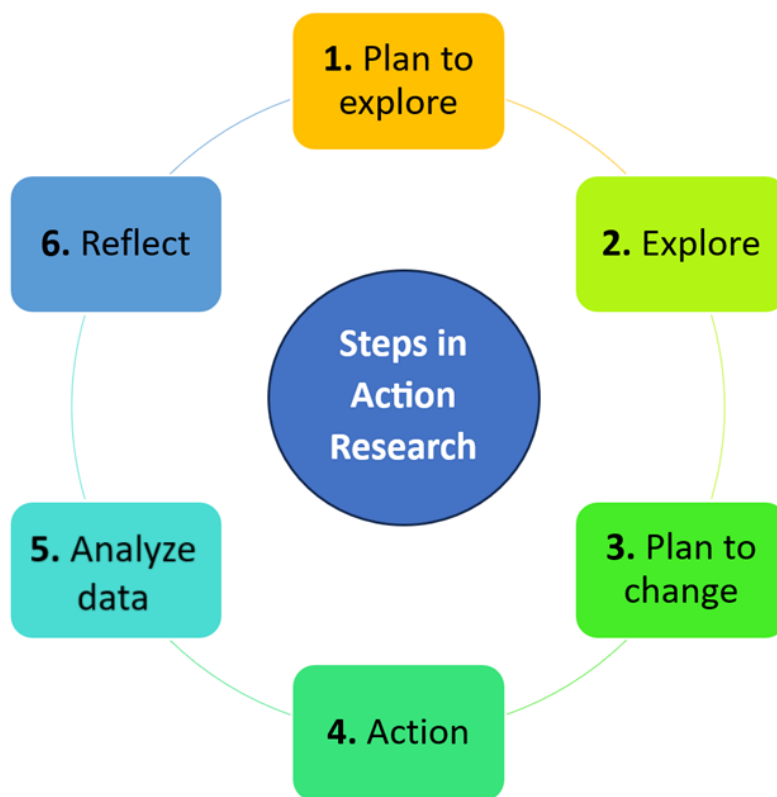 1. Plan to
explore
2. Explore
3. Plan to
change
4. Action
5. Analyze
data
6. Reflect
Steps in
Action
Research